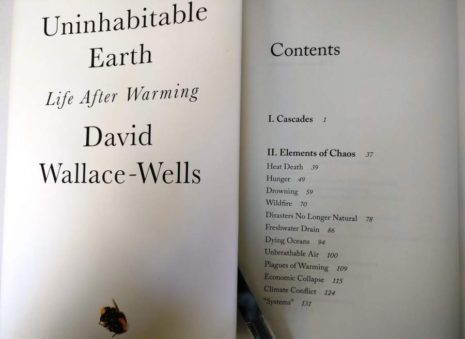 Uninhabitable
Earth
Life After Warming
David
Wallace-Wells
Contents
I. Cascades 1
II. Elements of Chaos 37
Heat Death 39
Hunger 49
Drowning 59
Wildfire 70
Disasters No Longer Natural 78
Freshwater Drain 86
Dying Oceans 94
Unbreathable Air 100
Plagues of Warming 109
Economic Collapse 115
Climate Conflict 124
"Systems" 131